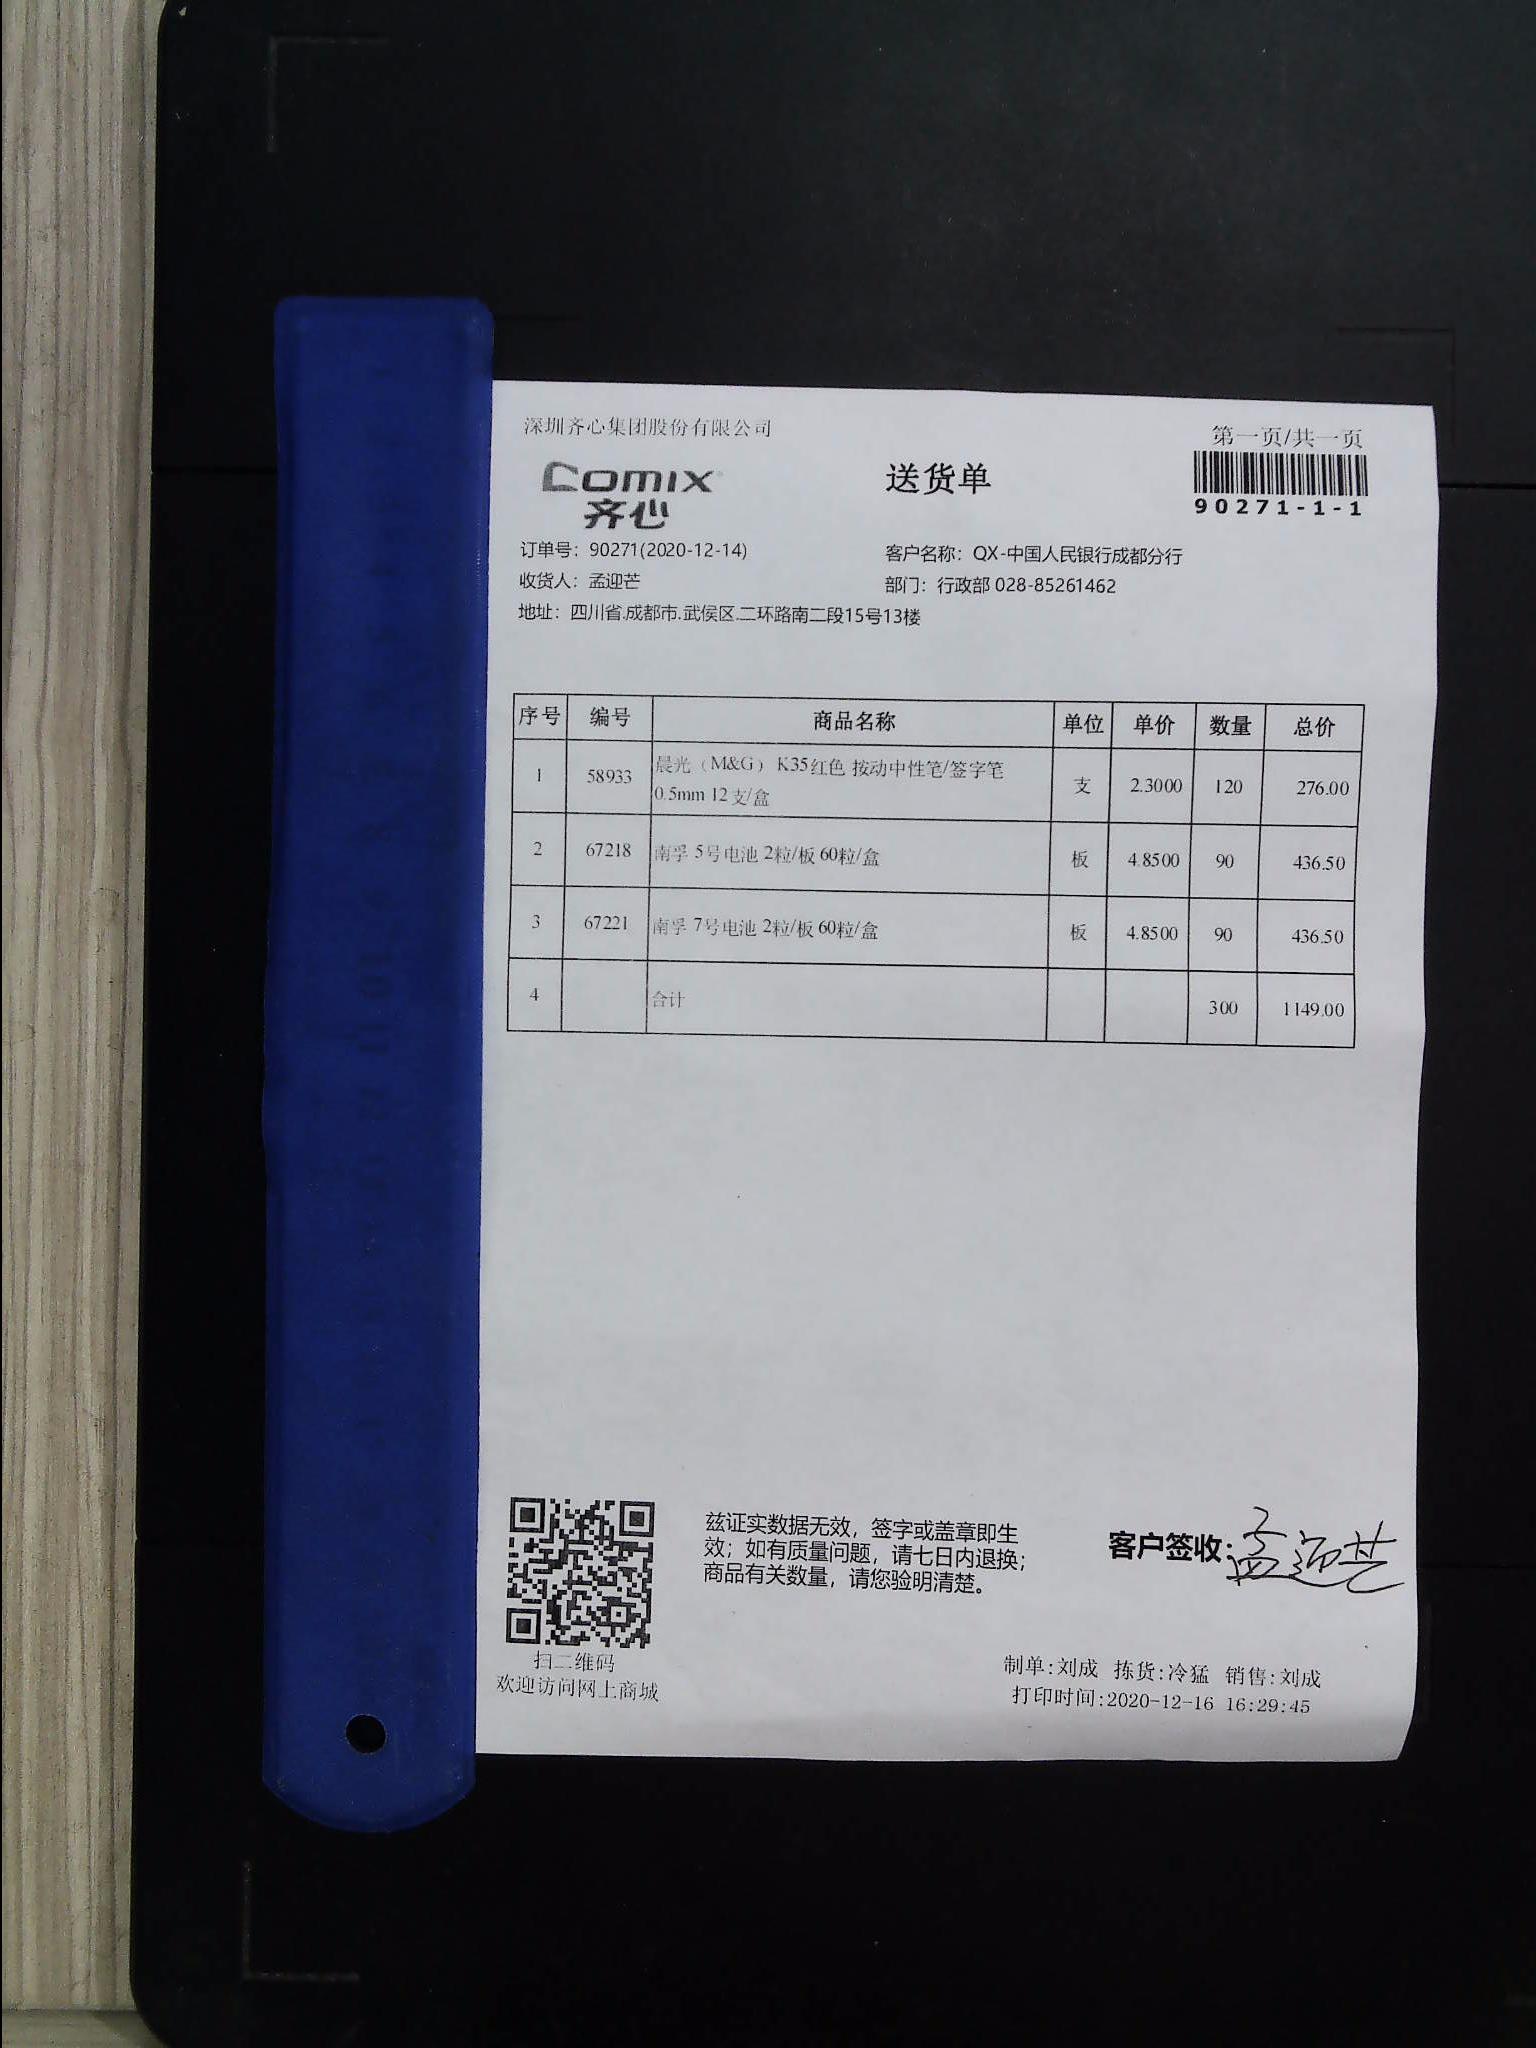 深圳齐心集团股份有限公司
第一页/共一页
comix
齐心
送货单
90271-1-1
订单号：90271(2020-12-14)
客户名称：QX-中国人民银行成都分行
收货人：孟迎芒
部门：行政部 028-85261462
地址：四川省.成都市.武侯区.二环路南二段15号13楼
序号 编号 商品名称 单位 单价 数量 总价
1 58933 晨光（M&G） K35红色 按动中性笔/签字笔 0.5mm 12支/盒 支 2.3000 120 276.00
2 67218 南孚 5号电池 2粒/板 60粒/盒 板 4.8500 90 436.50
3 67221 南孚 7号电池 2粒/板 60粒/盒 板 4.8500 90 436.50
4 合计 300 1149.00
兹证实数据无效，签字或盖章即生
效；如有质量问题，请七日内退换；
商品有关数量，请您验明清楚。
客户签收：孟迎芒
扫二维码
欢迎访问网上商城
制单:刘成 拣货:冷猛 销售:刘成
打印时间:2020-12-16 16:29:45